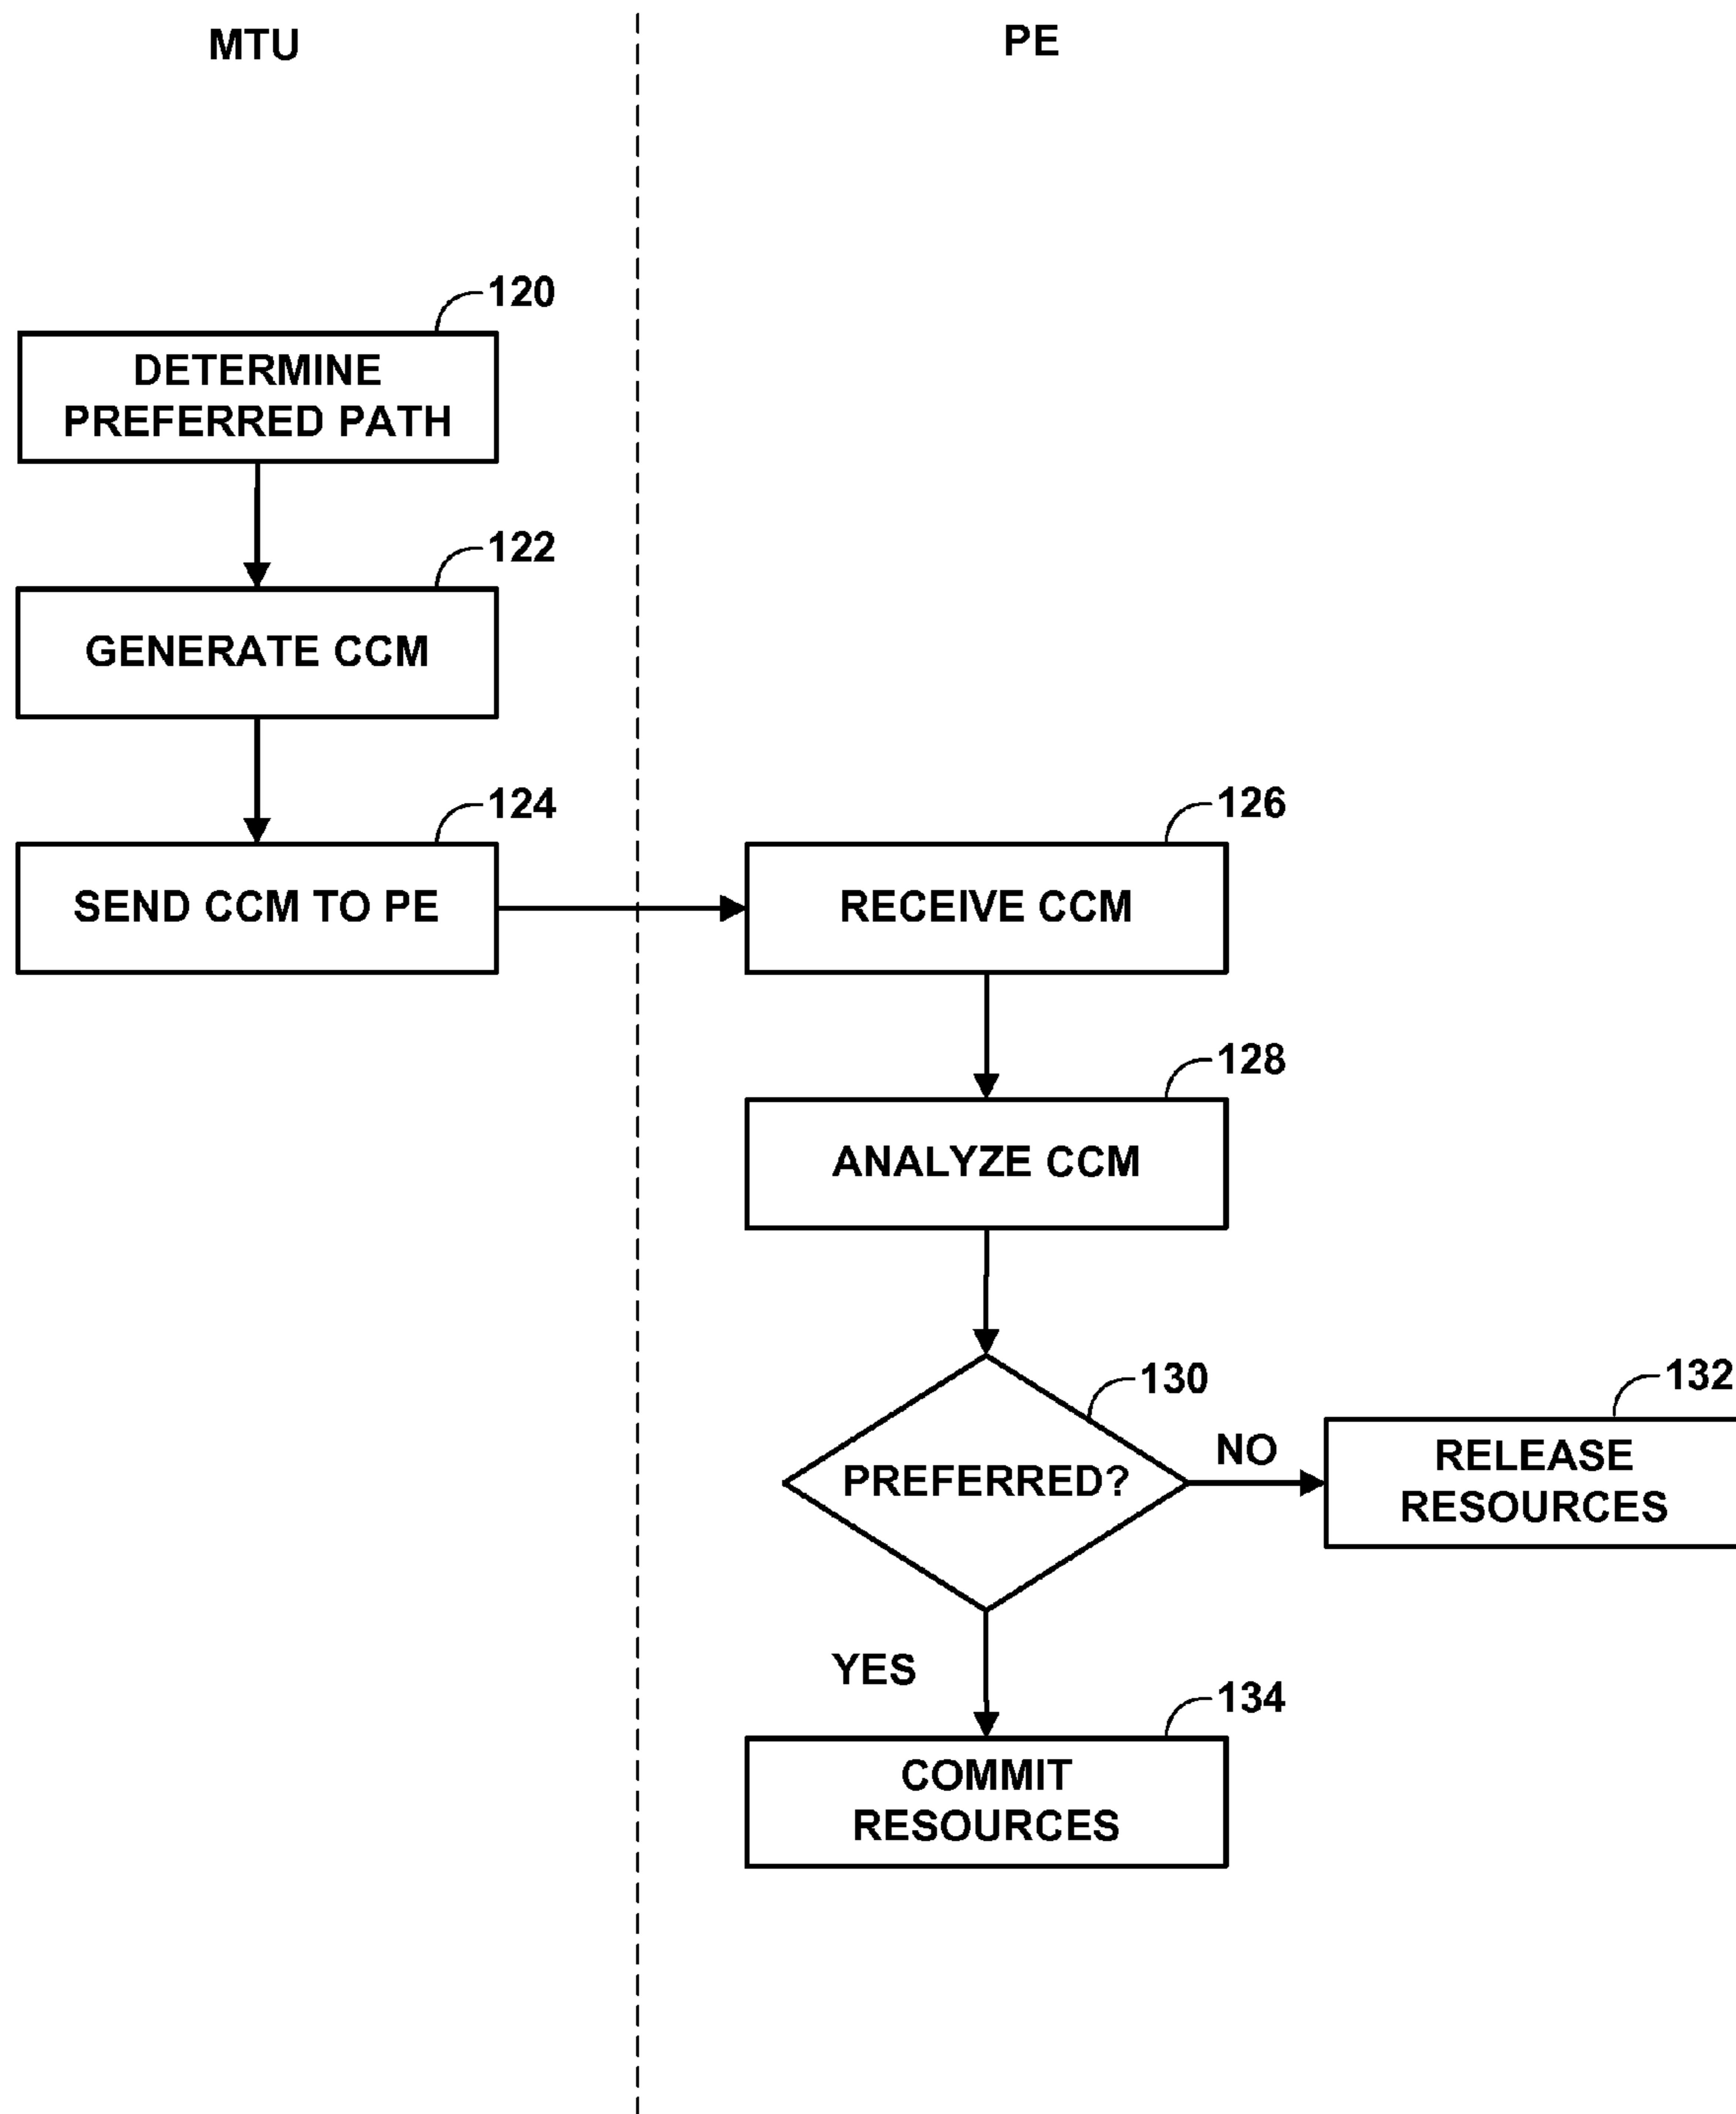 MTU
PE
120
DETERMINE
PREFERRED PATH
122
GENERATE CCM
124
SEND CCM TO PE
126
RECEIVE CCM
128
ANALYZE CCM
130
PREFERRED?
NO
132
RELEASE
RESOURCES
YES
134
COMMIT
RESOURCES